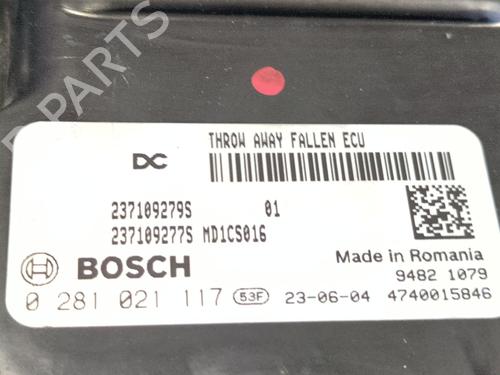 B-PARTS
THROW AWAY FALLEN ECU
DC
237109279S 01
237109277S MD1CS016
BOSCH
Made in Romania
9482 1079
0 281 021 117 53F 23-06-04 4740015846